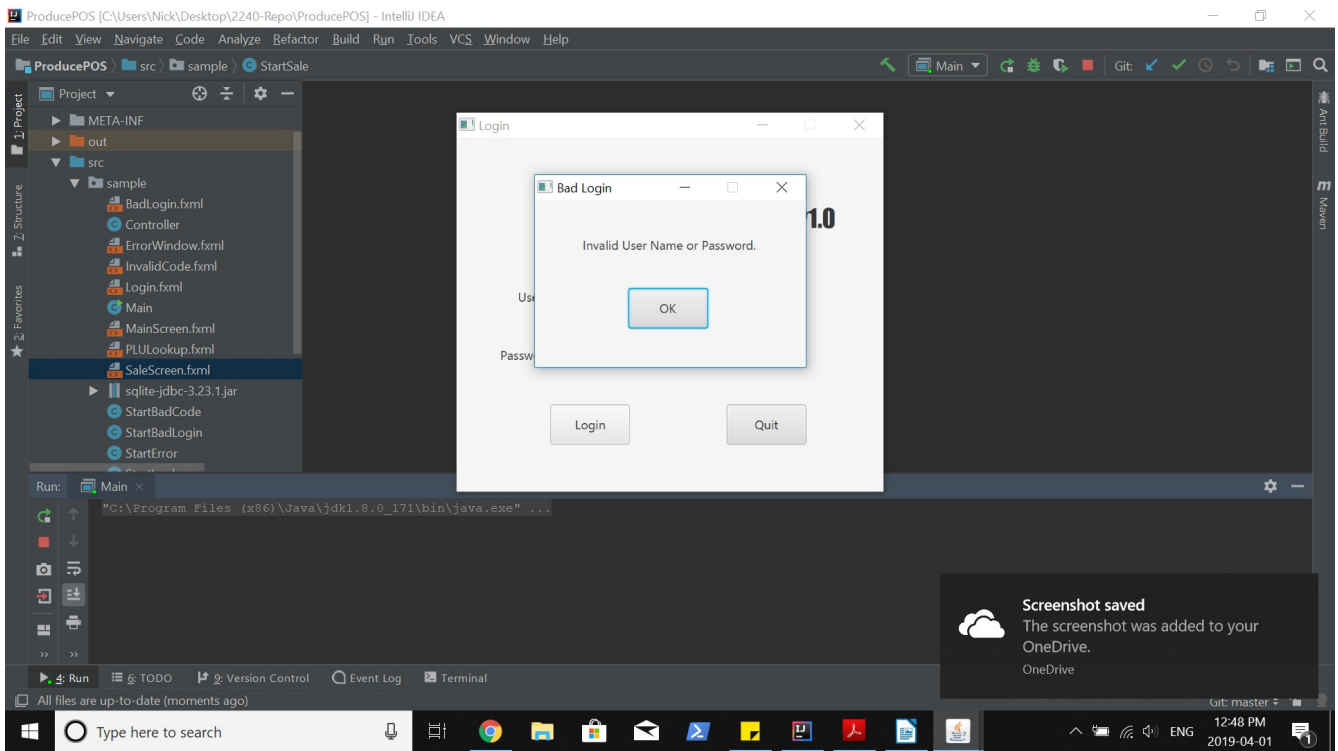 ProducePOS [C:\Users\Nick\Desktop\2240-Repo\ProducePOS] - IntelliJ IDEA
File Edit View Navigate Code Analyze Refactor Build Run Tools VCS Window Help
ProducePOS src sample StartSale
Main
Git:
1: Project
Z: Structure
2: Favorites
Project
META-INF
out
src
sample
BadLogin.fxml
Controller
ErrorWindow.fxml
InvalidCode.fxml
Login.fxml
Main
MainScreen.fxml
PLULookup.fxml
SaleScreen.fxml
sqlite-jdbc-3.23.1.jar
StartBadCode
StartBadLogin
StartError
Login
1.0
Use
Passw
Login Quit
Bad Login
Invalid User Name or Password.
OK
Ant Build
m Maven
Run: Main
"C:\Program Files (x86)\Java\jdk1.8.0_171\bin\java.exe" ...
Screenshot saved
The screenshot was added to your
OneDrive.
OneDrive
4: Run 6: TODO 9: Version Control Event Log Terminal
All files are up-to-date (moments ago)
Git: master
Type here to search
ENG
12:48 PM
2019-04-01
1